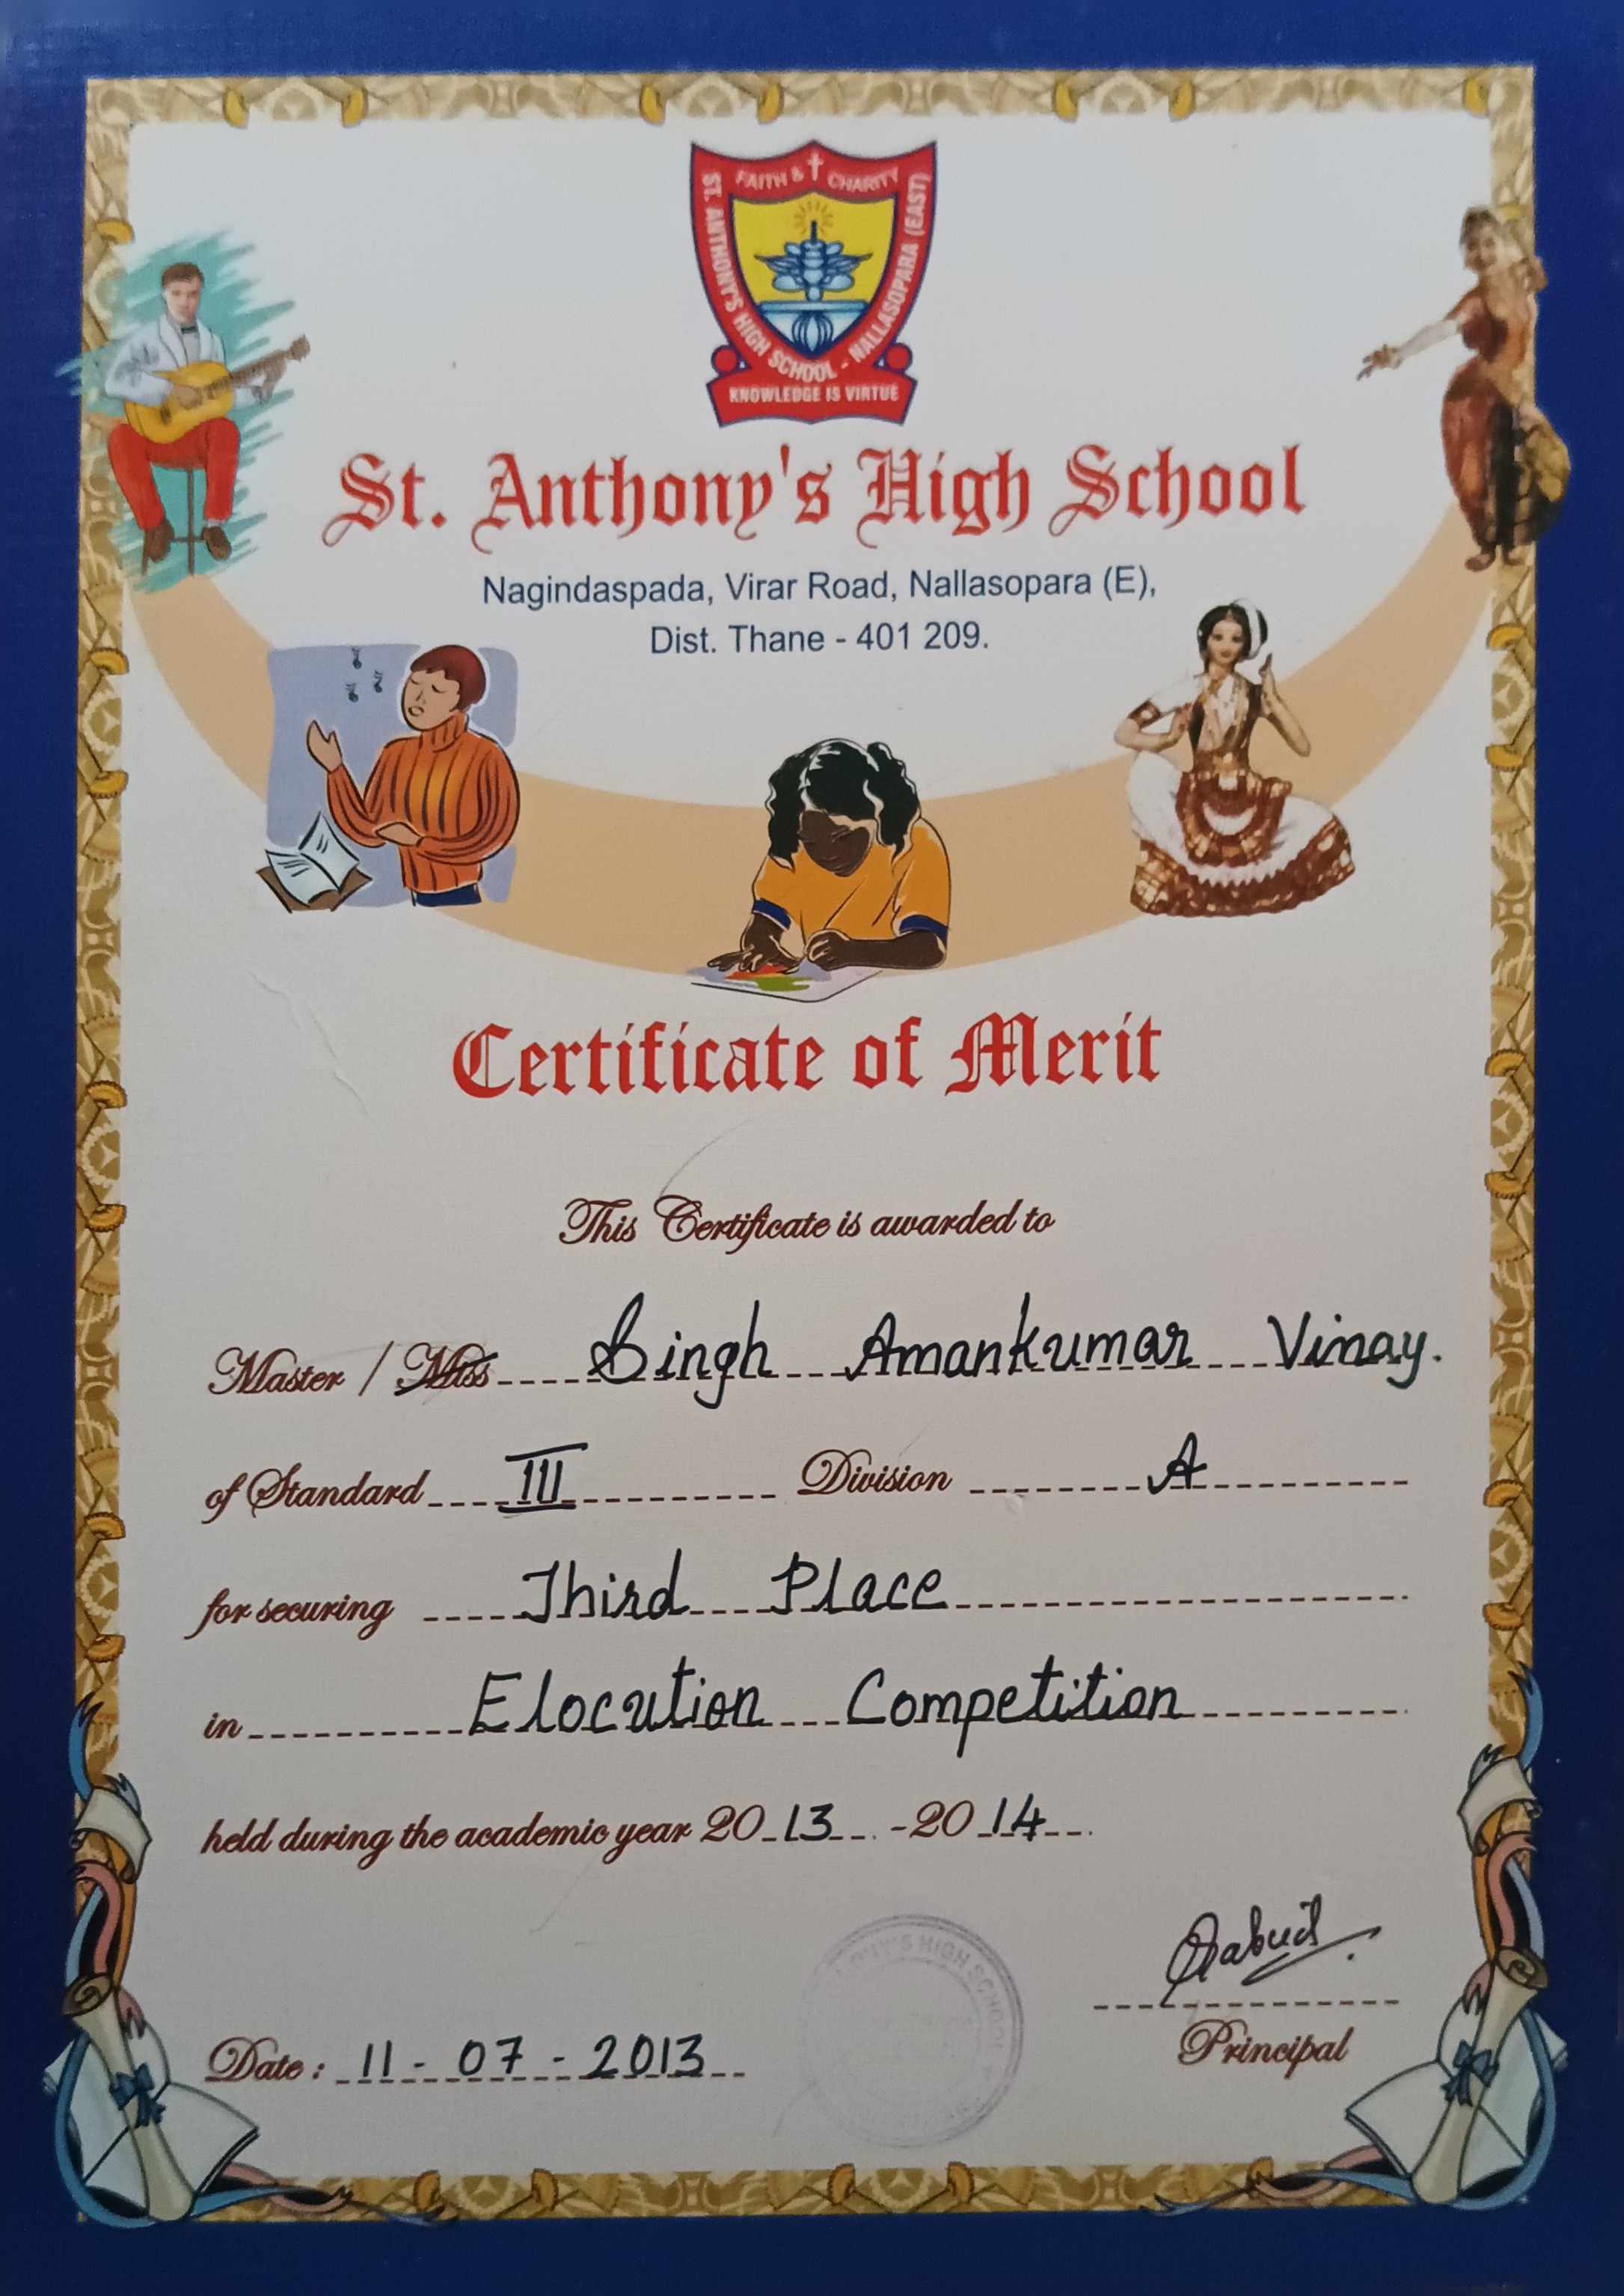 FAITH & CHARITY
ST. ANTHONY'S HIGH SCHOOL - NALLASOPARA (EAST)
KNOWLEDGE IS VIRTUE
St. Anthony's High School
Nagindaspada, Virar Road, Nallasopara (E),
Dist. Thane - 401 209.
Certificate of Merit
This Certificate is awarded to
Master / Miss Singh Amankumar Vinay.
of Standard III Division A
for securing Third Place
in Elocution Competition
held during the academic year 2013 - 2014
Date : 11 - 07 - 2013
Principal
HIGH SCHOOL